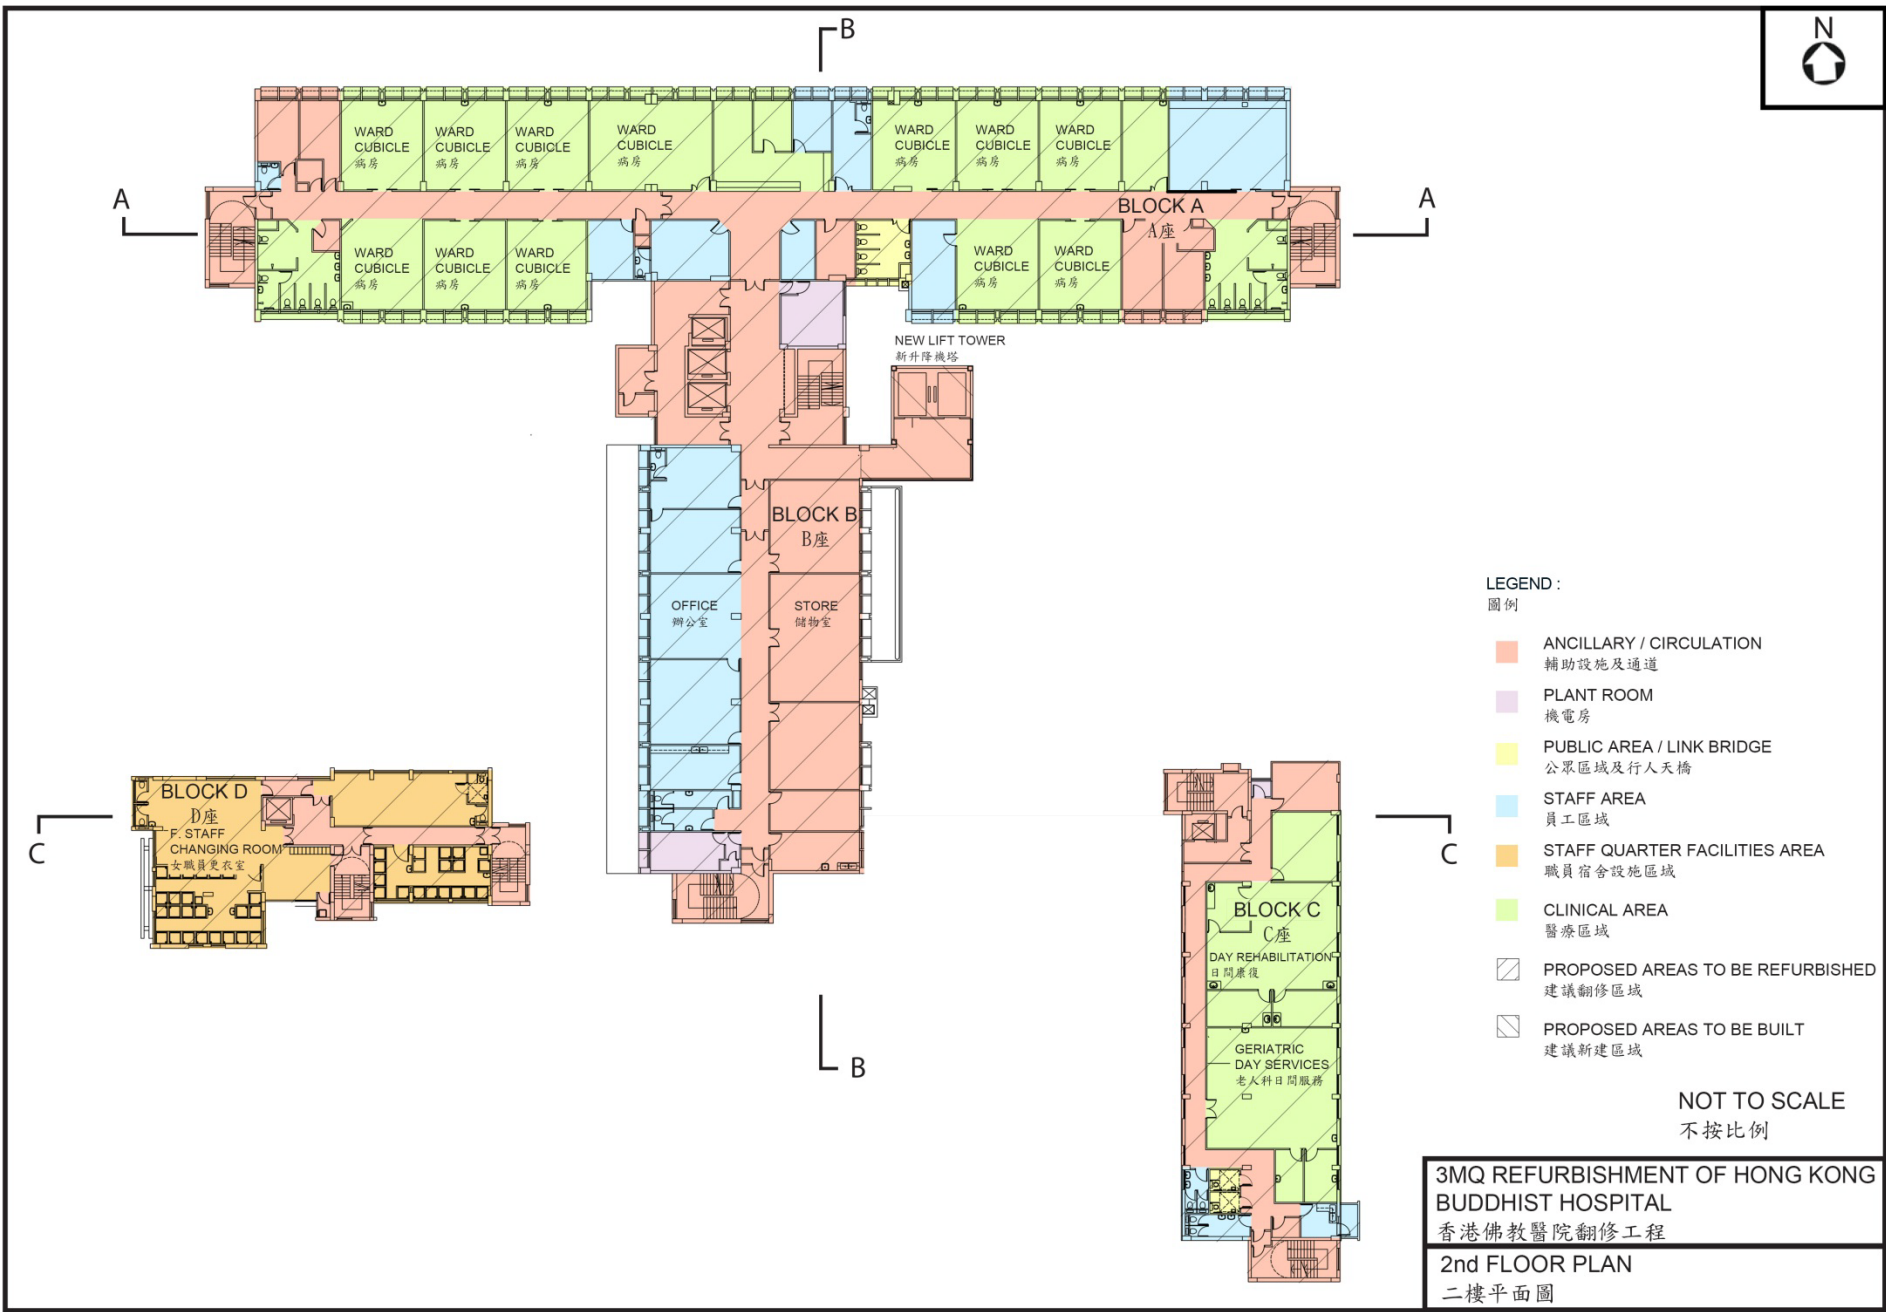 B
N
WARD
CUBICLE
病房
WARD
CUBICLE
病房
WARD
CUBICLE
病房
WARD
CUBICLE
病房
WARD
CUBICLE
病房
WARD
CUBICLE
病房
WARD
CUBICLE
病房
A
A
BLOCK A
A座
WARD
CUBICLE
病房
WARD
CUBICLE
病房
WARD
CUBICLE
病房
WARD
CUBICLE
病房
WARD
CUBICLE
病房
NEW LIFT TOWER
新升降機塔
BLOCK B
B座
OFFICE
辦公室
STORE
儲物室
BLOCK D
D座
F. STAFF
CHANGING ROOM
女職員更衣室
C
C
BLOCK C
C座
DAY REHABILITATION
日間康復
GERIATRIC
DAY SERVICES
老人科日間服務
B
LEGEND :
圖例
ANCILLARY / CIRCULATION
輔助設施及通道
PLANT ROOM
機電房
PUBLIC AREA / LINK BRIDGE
公眾區域及行人天橋
STAFF AREA
員工區域
STAFF QUARTER FACILITIES AREA
職員宿舍設施區域
CLINICAL AREA
醫療區域
PROPOSED AREAS TO BE REFURBISHED
建議翻修區域
PROPOSED AREAS TO BE BUILT
建議新建區域
NOT TO SCALE
不按比例
3MQ REFURBISHMENT OF HONG KONG
BUDDHIST HOSPITAL
香港佛教醫院翻修工程
2nd FLOOR PLAN
二樓平面圖